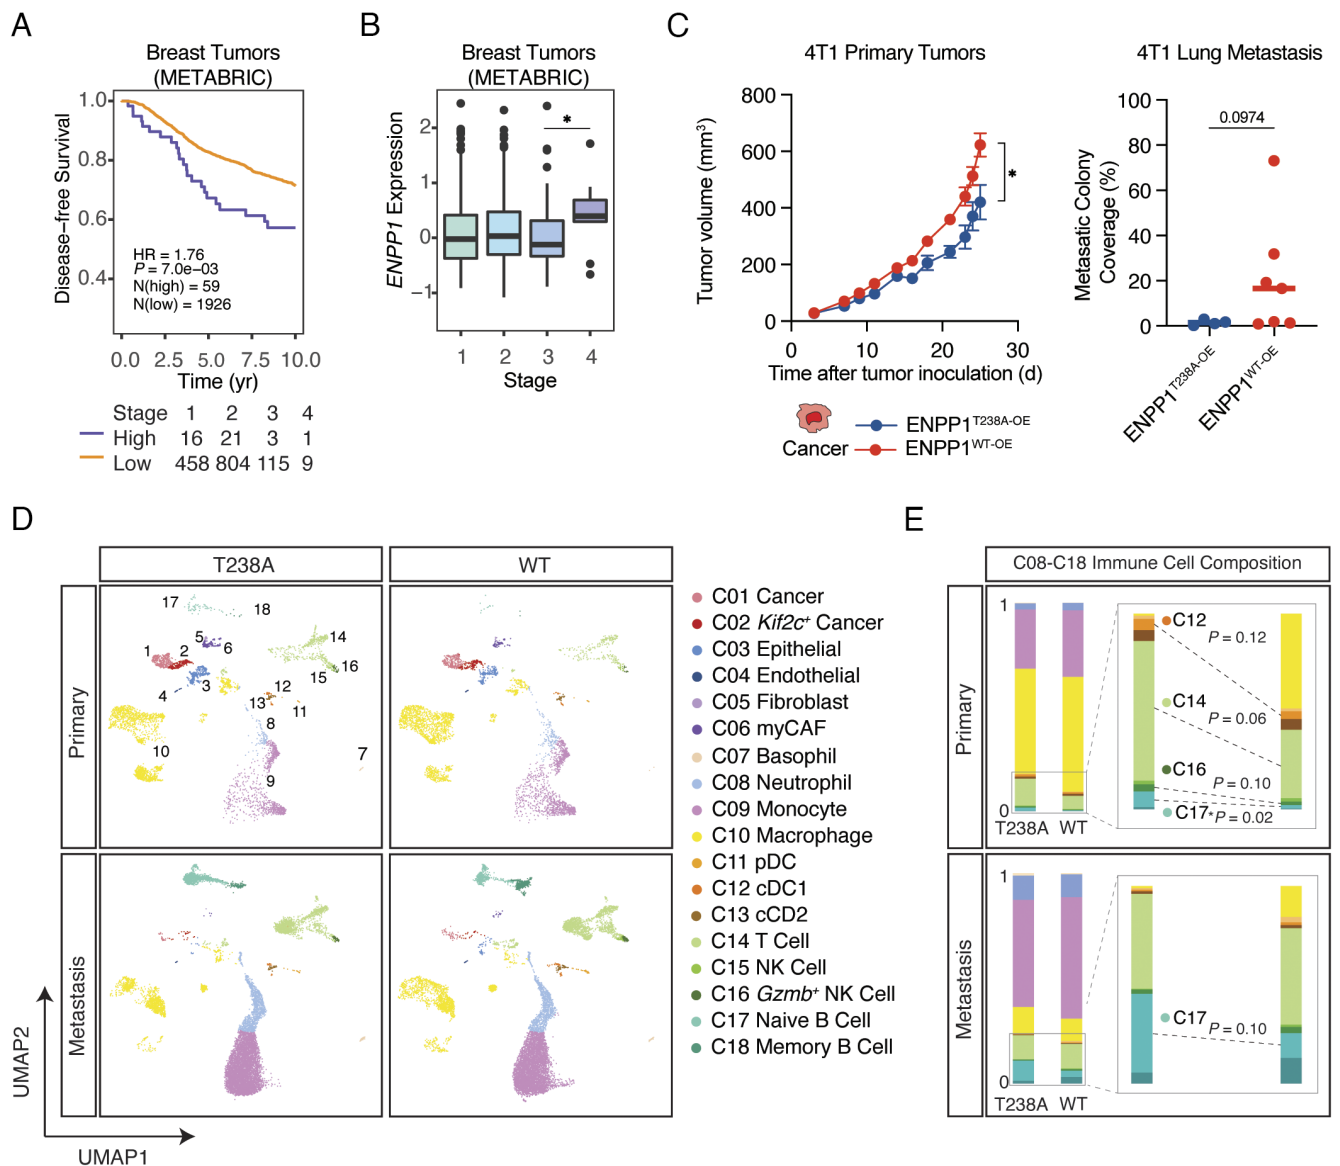 A
Breast Tumors
(METABRIC)
Disease-free Survival
1.0
0.8
0.6
0.4
HR = 1.76
P = 7.0e−03
N(high) = 59
N(low) = 1926
0.0 2.5 5.0 7.5 10.0
Time (yr)
Stage 1 2 3 4
High 16 21 3 1
Low 458 804 115 9
B
Breast Tumors
(METABRIC)
ENPP1 Expression
2
1
0
−1
*
1 2 3 4
Stage
C
4T1 Primary Tumors
Tumor volume (mm³)
800
600
400
200
0
*
0 10 20 30
Time after tumor inoculation (d)
Cancer
ENPP1T238A-OE
ENPP1WT-OE
4T1 Lung Metastasis
Metasatic Colony
Coverage (%)
100
80
60
40
20
0
0.0974
ENPP1T238A-OE
ENPP1WT-OE
D
T238A
WT
Primary
17
18
14
5
6
1
2
16
15
3
4
12
13
11
8
10
7
9
Metastasis
UMAP2
UMAP1
C01 Cancer
C02 Kif2c+ Cancer
C03 Epithelial
C04 Endothelial
C05 Fibroblast
C06 myCAF
C07 Basophil
C08 Neutrophil
C09 Monocyte
C10 Macrophage
C11 pDC
C12 cDC1
C13 cCD2
C14 T Cell
C15 NK Cell
C16 Gzmb+ NK Cell
C17 Naive B Cell
C18 Memory B Cell
E
C08-C18 Immune Cell Composition
Primary
1
0
T238A WT
C12
P = 0.12
C14
P = 0.06
C16
P = 0.10
C17 *P = 0.02
Metastasis
1
0
T238A WT
C17
P = 0.10